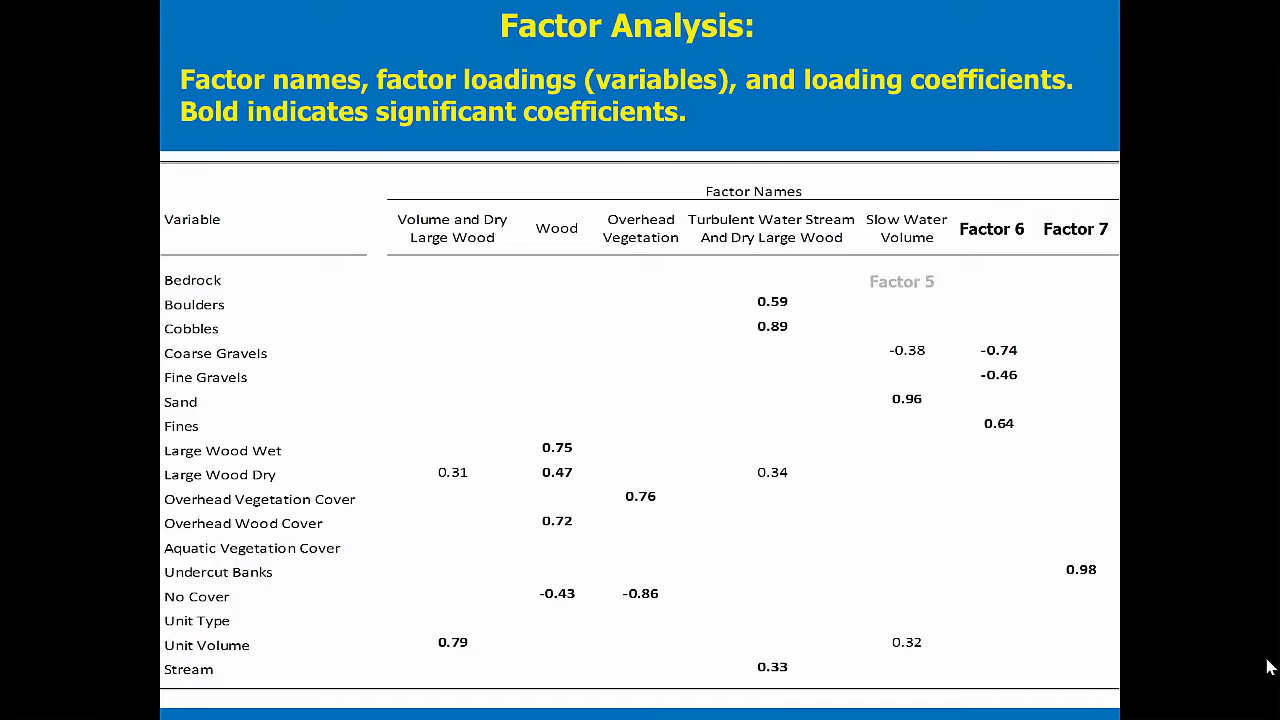 Factor Analysis:
Factor names, factor loadings (variables), and loading coefficients.
Bold indicates significant coefficients.
Factor Names
Variable
Volume and Dry
Large Wood
Wood
Overhead
Vegetation
Turbulent Water Stream
And Dry Large Wood
Slow Water
Volume
Factor 6
Factor 7
Bedrock Factor 5
Boulders 0.59
Cobbles 0.89
Coarse Gravels -0.38 -0.74
Fine Gravels -0.46
Sand 0.96
Fines 0.64
Large Wood Wet 0.75
Large Wood Dry 0.31 0.47 0.34
Overhead Vegetation Cover 0.76
Overhead Wood Cover 0.72
Aquatic Vegetation Cover
Undercut Banks 0.98
No Cover -0.43 -0.86
Unit Type
Unit Volume 0.79 0.32
Stream 0.33